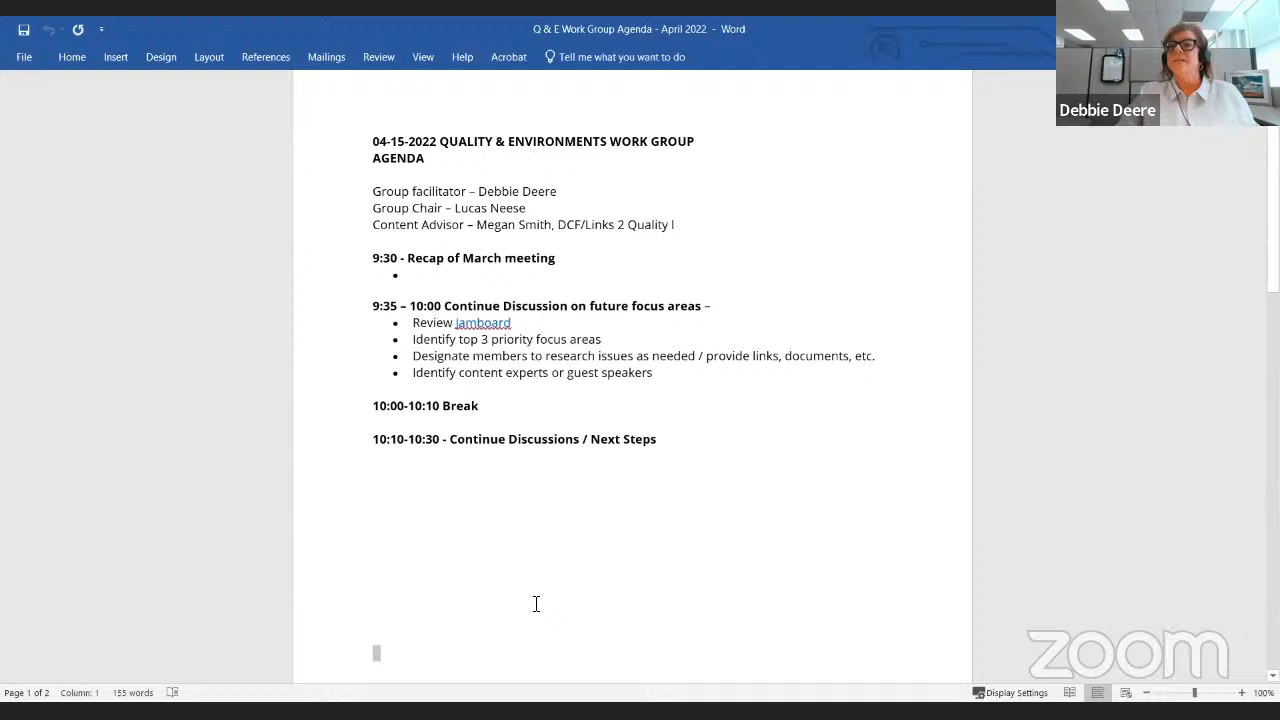 Q & E Work Group Agenda - April 2022 - Word
File Home Insert Design Layout References Mailings Review View Help Acrobat Tell me what you want to do
Debbie Deere
04-15-2022 QUALITY & ENVIRONMENTS WORK GROUP
AGENDA
Group facilitator – Debbie Deere
Group Chair – Lucas Neese
Content Advisor – Megan Smith, DCF/Links 2 Quality l
9:30 - Recap of March meeting
•
9:35 – 10:00 Continue Discussion on future focus areas –
• Review Jamboard
• Identify top 3 priority focus areas
• Designate members to research issues as needed / provide links, documents, etc.
• Identify content experts or guest speakers
10:00-10:10 Break
10:10-10:30 - Continue Discussions / Next Steps
zoom
Page 1 of 2 Column: 1 155 words Display Settings 100%